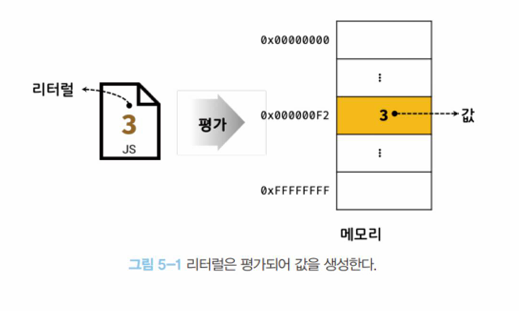 0x00000000
리터럴
⋮
3
JS
평가
0x000000F2
3
값
⋮
0xFFFFFFFF
메모리
그림 5-1 리터럴은 평가되어 값을 생성한다.